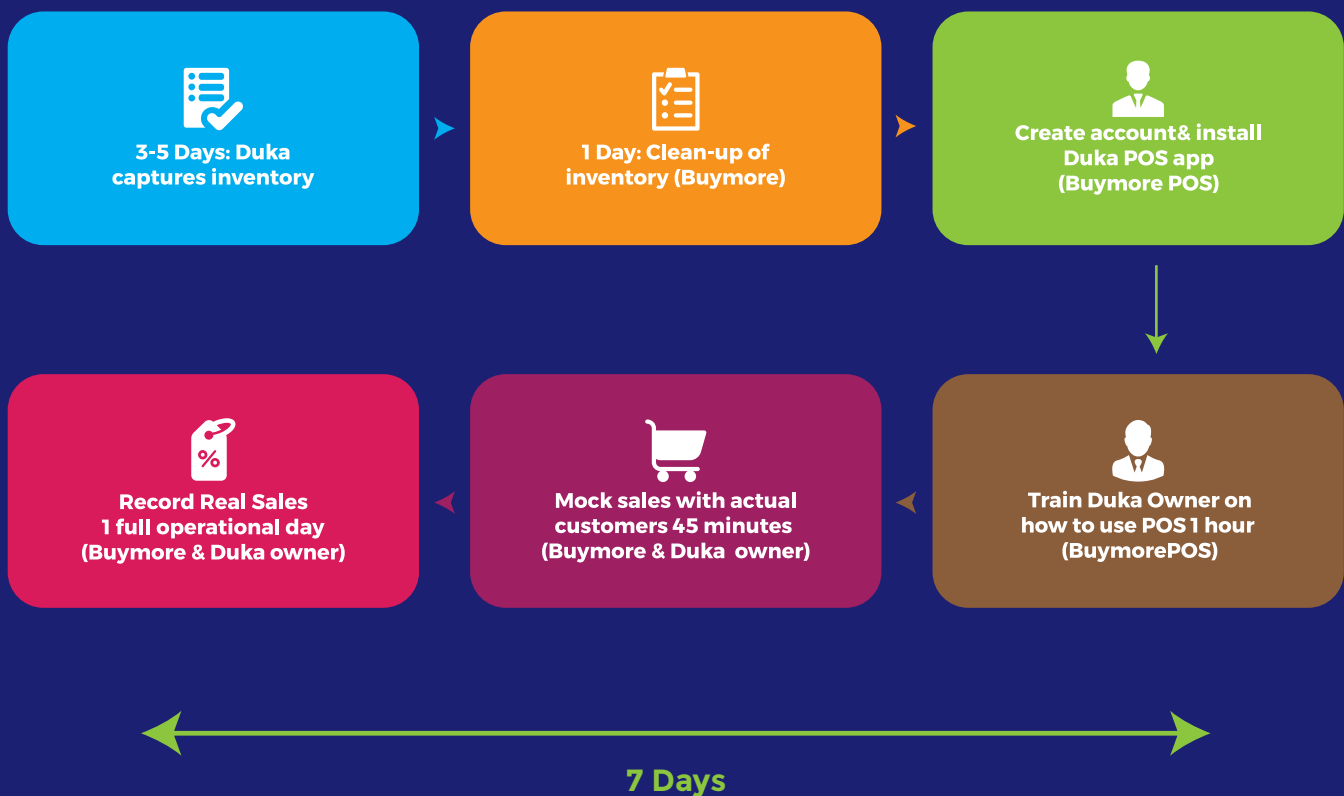 3-5 Days: Duka
captures inventory
1 Day: Clean-up of
inventory (Buymore)
Create account& install
Duka POS app
(Buymore POS)
Train Duka Owner on
how to use POS 1 hour
(BuymorePOS)
Mock sales with actual
customers 45 minutes
(Buymore & Duka  owner)
Record Real Sales
1 full operational day
(Buymore & Duka owner)
7 Days